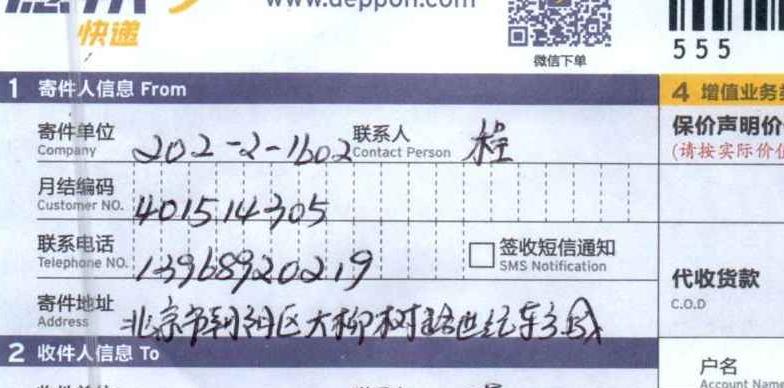 快递
www.deppon.com
微信下单
555
1 寄件人信息 From
4 增值业务
寄件单位 Company 202-2-1602 联系人 Contact Person 程
保价声明价
(请按实际价值
月结编码 Customer NO. 401514305
联系电话 Telephone NO. 13968920219 签收短信通知 SMS Notification
代收货款 C.O.D
寄件地址 Address 北京市朝阳区大柳树路世纪东方城
2 收件人信息 To
户名 Account Name